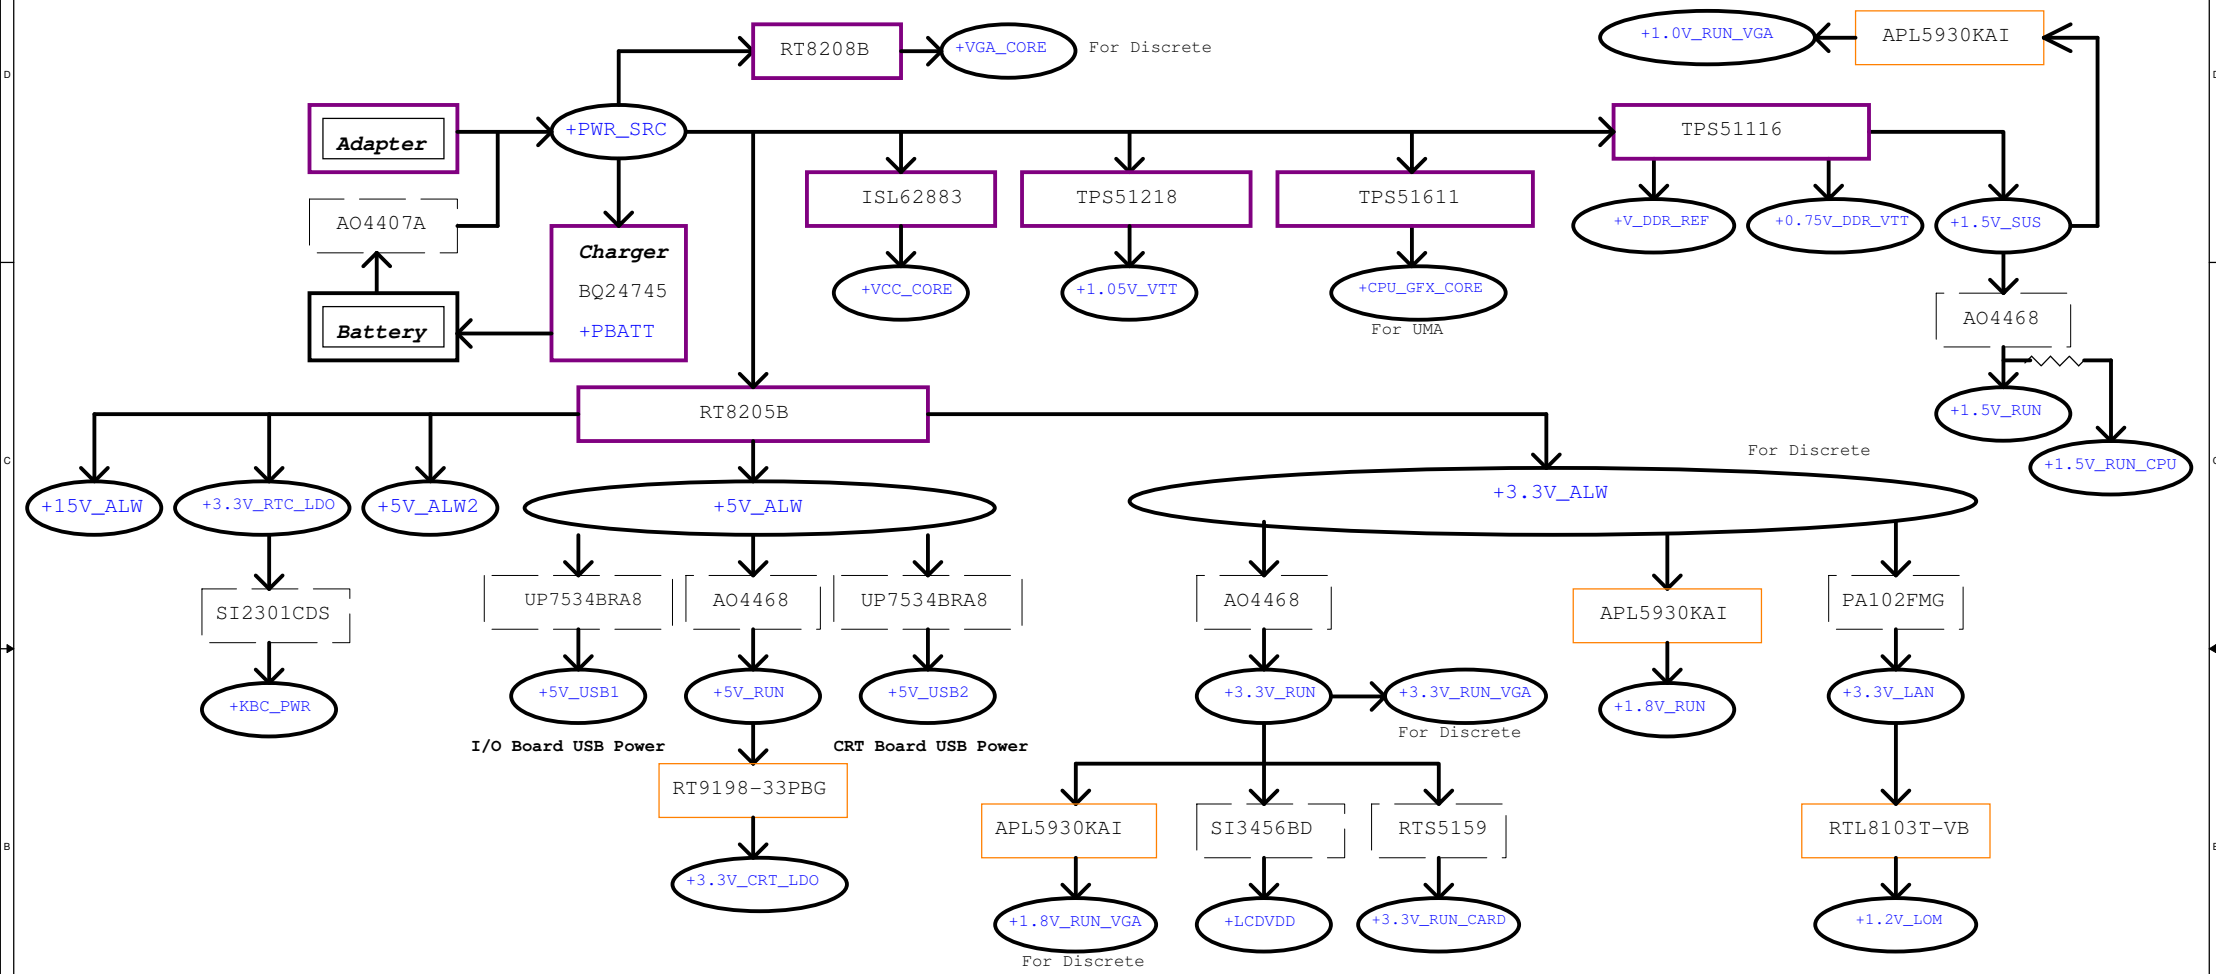 RT8208B
+VGA_CORE
For Discrete
+1.0V_RUN_VGA
APL5930KAI
D
Adapter
+PWR_SRC
TPS51116
AO4407A
ISL62883
TPS51218
TPS51611
+V_DDR_REF
+0.75V_DDR_VTT
+1.5V_SUS
Charger
BQ24745
+PBATT
Battery
+VCC_CORE
+1.05V_VTT
+CPU_GFX_CORE
For UMA
AO4468
+1.5V_RUN
+1.5V_RUN_CPU
RT8205B
For Discrete
C
+15V_ALW
+3.3V_RTC_LDO
+5V_ALW2
+5V_ALW
+3.3V_ALW
SI2301CDS
UP7534BRA8
AO4468
UP7534BRA8
AO4468
APL5930KAI
PA102FMG
+KBC_PWR
+5V_USB1
+5V_RUN
+5V_USB2
+3.3V_RUN
+3.3V_RUN_VGA
For Discrete
+1.8V_RUN
+3.3V_LAN
I/O Board USB Power
CRT Board USB Power
RT9198-33PBG
APL5930KAI
SI3456BD
RTS5159
RTL8103T-VB
B
+3.3V_CRT_LDO
+1.8V_RUN_VGA
For Discrete
+LCDVDD
+3.3V_RUN_CARD
+1.2V_LOM